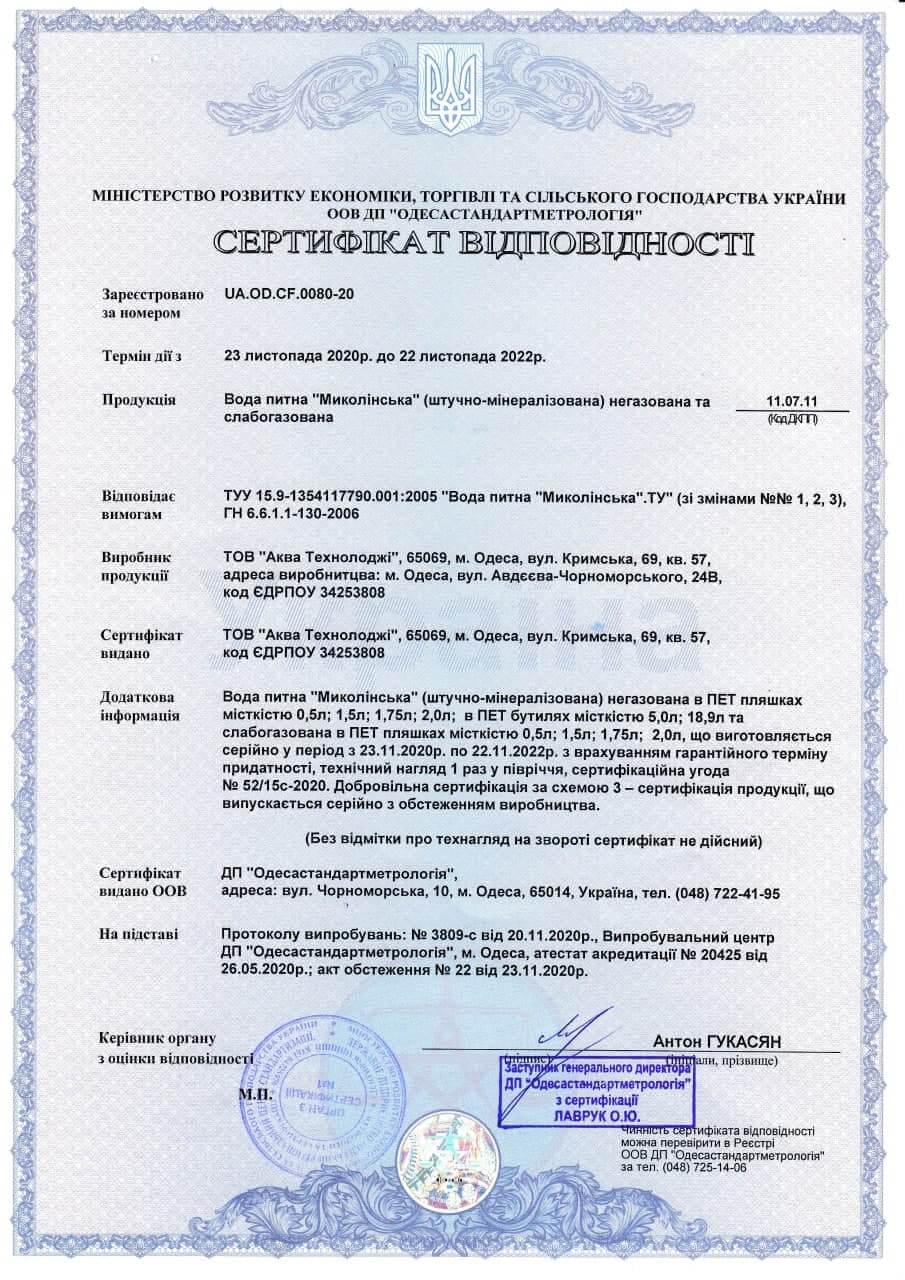 МІНІСТЕРСТВО РОЗВИТКУ ЕКОНОМІКИ, ТОРГІВЛІ ТА СІЛЬСЬКОГО ГОСПОДАРСТВА УКРАЇНИ
ООВ ДП "ОДЕСАСТАНДАРТМЕТРОЛОГІЯ"
СЕРТИФІКАТ ВІДПОВІДНОСТІ
Зареєстровано UA.OD.CF.0080-20
за номером
Термін дії з 23 листопада 2020р. до 22 листопада 2022р.
Продукція Вода питна "Миколінська" (штучно-мінералізована) негазована та 11.07.11
слабогазована (Код ДКПП)
Відповідає ТУУ 15.9-1354117790.001:2005 "Вода питна "Миколінська".ТУ" (зі змінами №№ 1, 2, 3),
вимогам ГН 6.6.1.1-130-2006
Виробник ТОВ "Аква Технолоджі", 65069, м. Одеса, вул. Кримська, 69, кв. 57,
продукції адреса виробнитцва: м. Одеса, вул. Авдєєва-Чорноморського, 24В,
код ЄДРПОУ 34253808
Україна
Сертифікат ТОВ "Аква Технолоджі", 65069, м. Одеса, вул. Кримська, 69, кв. 57,
видано код ЄДРПОУ 34253808
Додаткова Вода питна "Миколінська" (штучно-мінералізована) негазована в ПЕТ пляшках
інформація місткістю 0,5л; 1,5л; 1,75л; 2,0л; в ПЕТ бутилях місткістю 5,0л; 18,9л та
слабогазована в ПЕТ пляшках місткістю 0,5л; 1,5л; 1,75л; 2,0л, що виготовляється
серійно у період з 23.11.2020р. по 22.11.2022р. з врахуванням гарантійного терміну
придатності, технічний нагляд 1 раз у півріччя, сертифікаційна угода
№ 52/15с-2020. Добровільна сертифікація за схемою 3 – сертифікація продукції, що
випускається серійно з обстеженням виробництва.
(Без відмітки про технагляд на звороті сертифікат не дійсний)
Сертифікат ДП "Одесастандартметрологія",
видано ООВ адреса: вул. Чорноморська, 10, м. Одеса, 65014, Україна, тел. (048) 722-41-95
На підставі Протоколу випробувань: № 3809-с від 20.11.2020р., Випробувальний центр
ДП "Одесастандартметрологія", м. Одеса, атестат акредитації № 20425 від
26.05.2020р.; акт обстеження № 22 від 23.11.2020р.
Керівник органу Антон ГУКАСЯН
з оцінки відповідності (підпис) (ініціали, прізвище)
М.П.
ОРГАН З
СЕРТИФІКАЦІЇ
№1
Заступник генерального директора
ДП "Одесастандартметрологія"
з сертифікації
ЛАВРУК О.Ю.
Чинність сертифіката відповідності
можна перевірити в Реєстрі
ООВ ДП "Одесастандартметрологія"
за тел. (048) 725-14-06